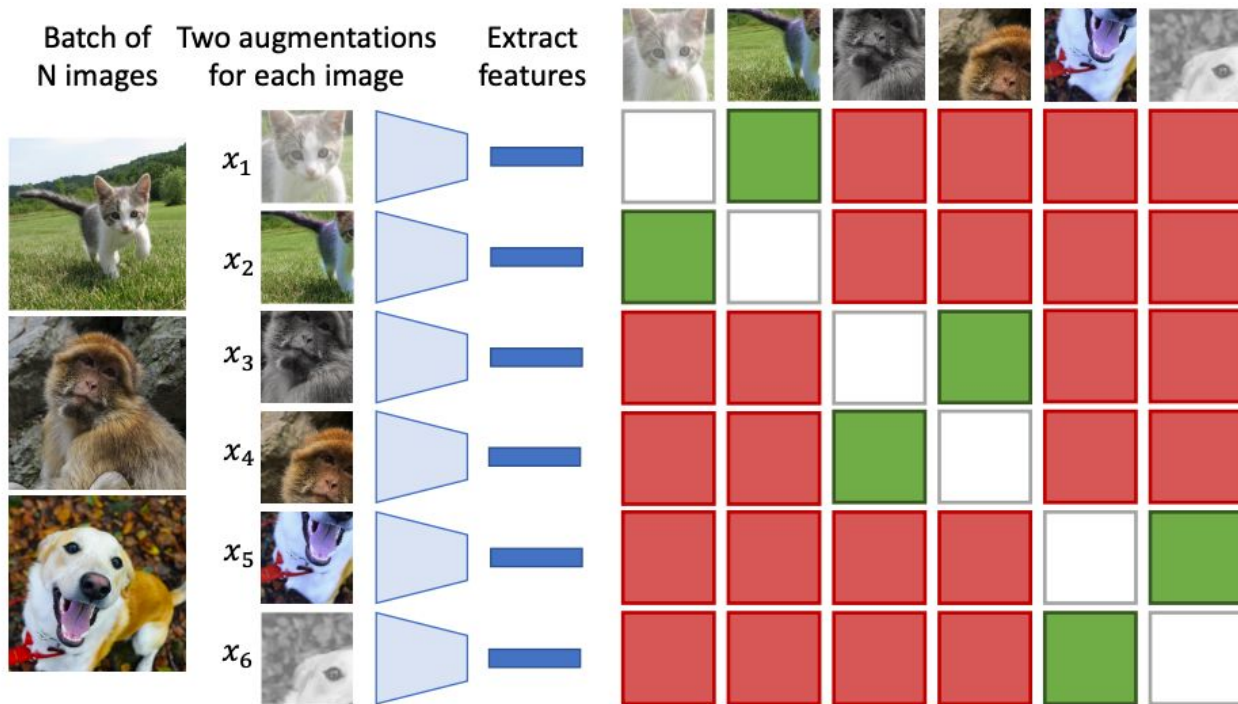 Batch of
N images
Two augmentations
for each image
Extract
features
x₁
x₂
x₃
x₄
x₅
x₆